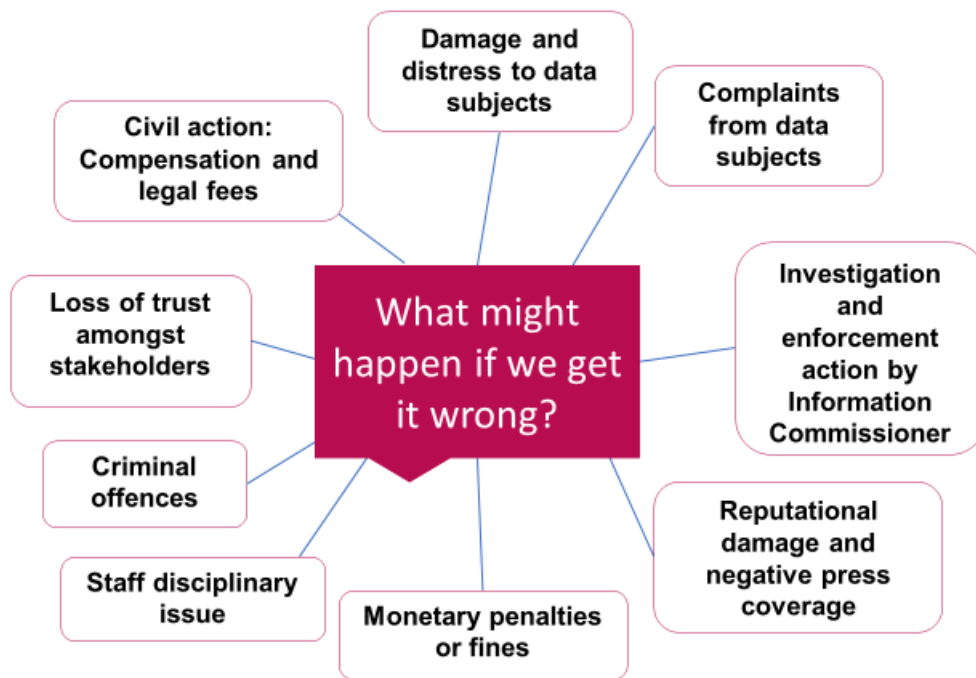 Damage and
distress to data
subjects
Complaints
from data
subjects
Civil action:
Compensation and
legal fees
What might
happen if we get
it wrong?
Investigation
and
enforcement
action by
Information
Commissioner
Loss of trust
amongst
stakeholders
Criminal
offences
Reputational
damage and
negative press
coverage
Staff disciplinary
issue
Monetary penalties
or fines